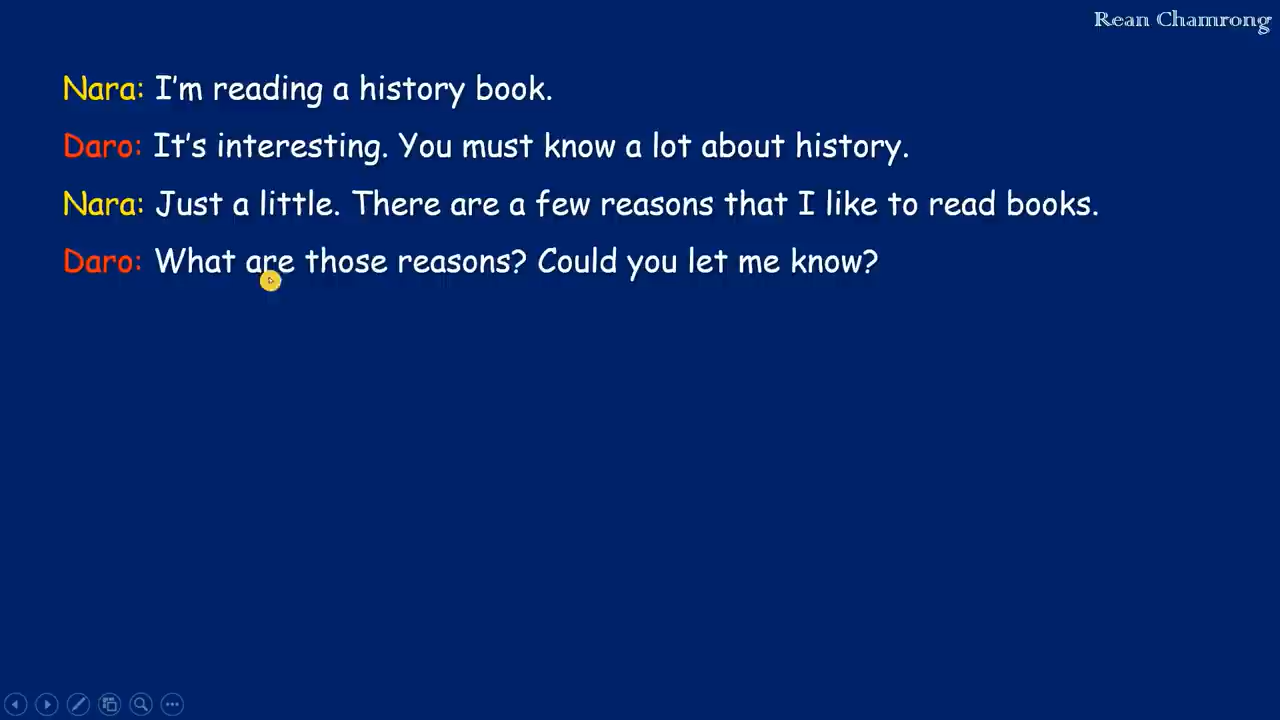 Rean Chamrong
Nara: I'm reading a history book.
Daro: It's interesting. You must know a lot about history.
Nara: Just a little. There are a few reasons that I like to read books.
Daro: What are those reasons? Could you let me know?